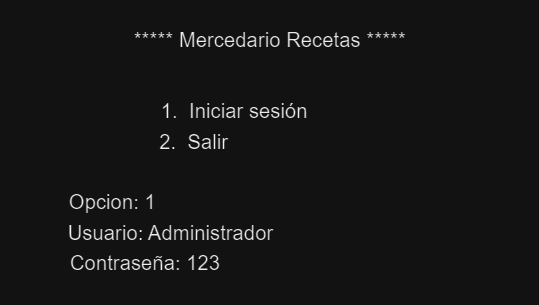 ***** Mercedario Recetas *****
1. Iniciar sesión
2. Salir
Opcion: 1
Usuario: Administrador
Contraseña: 123